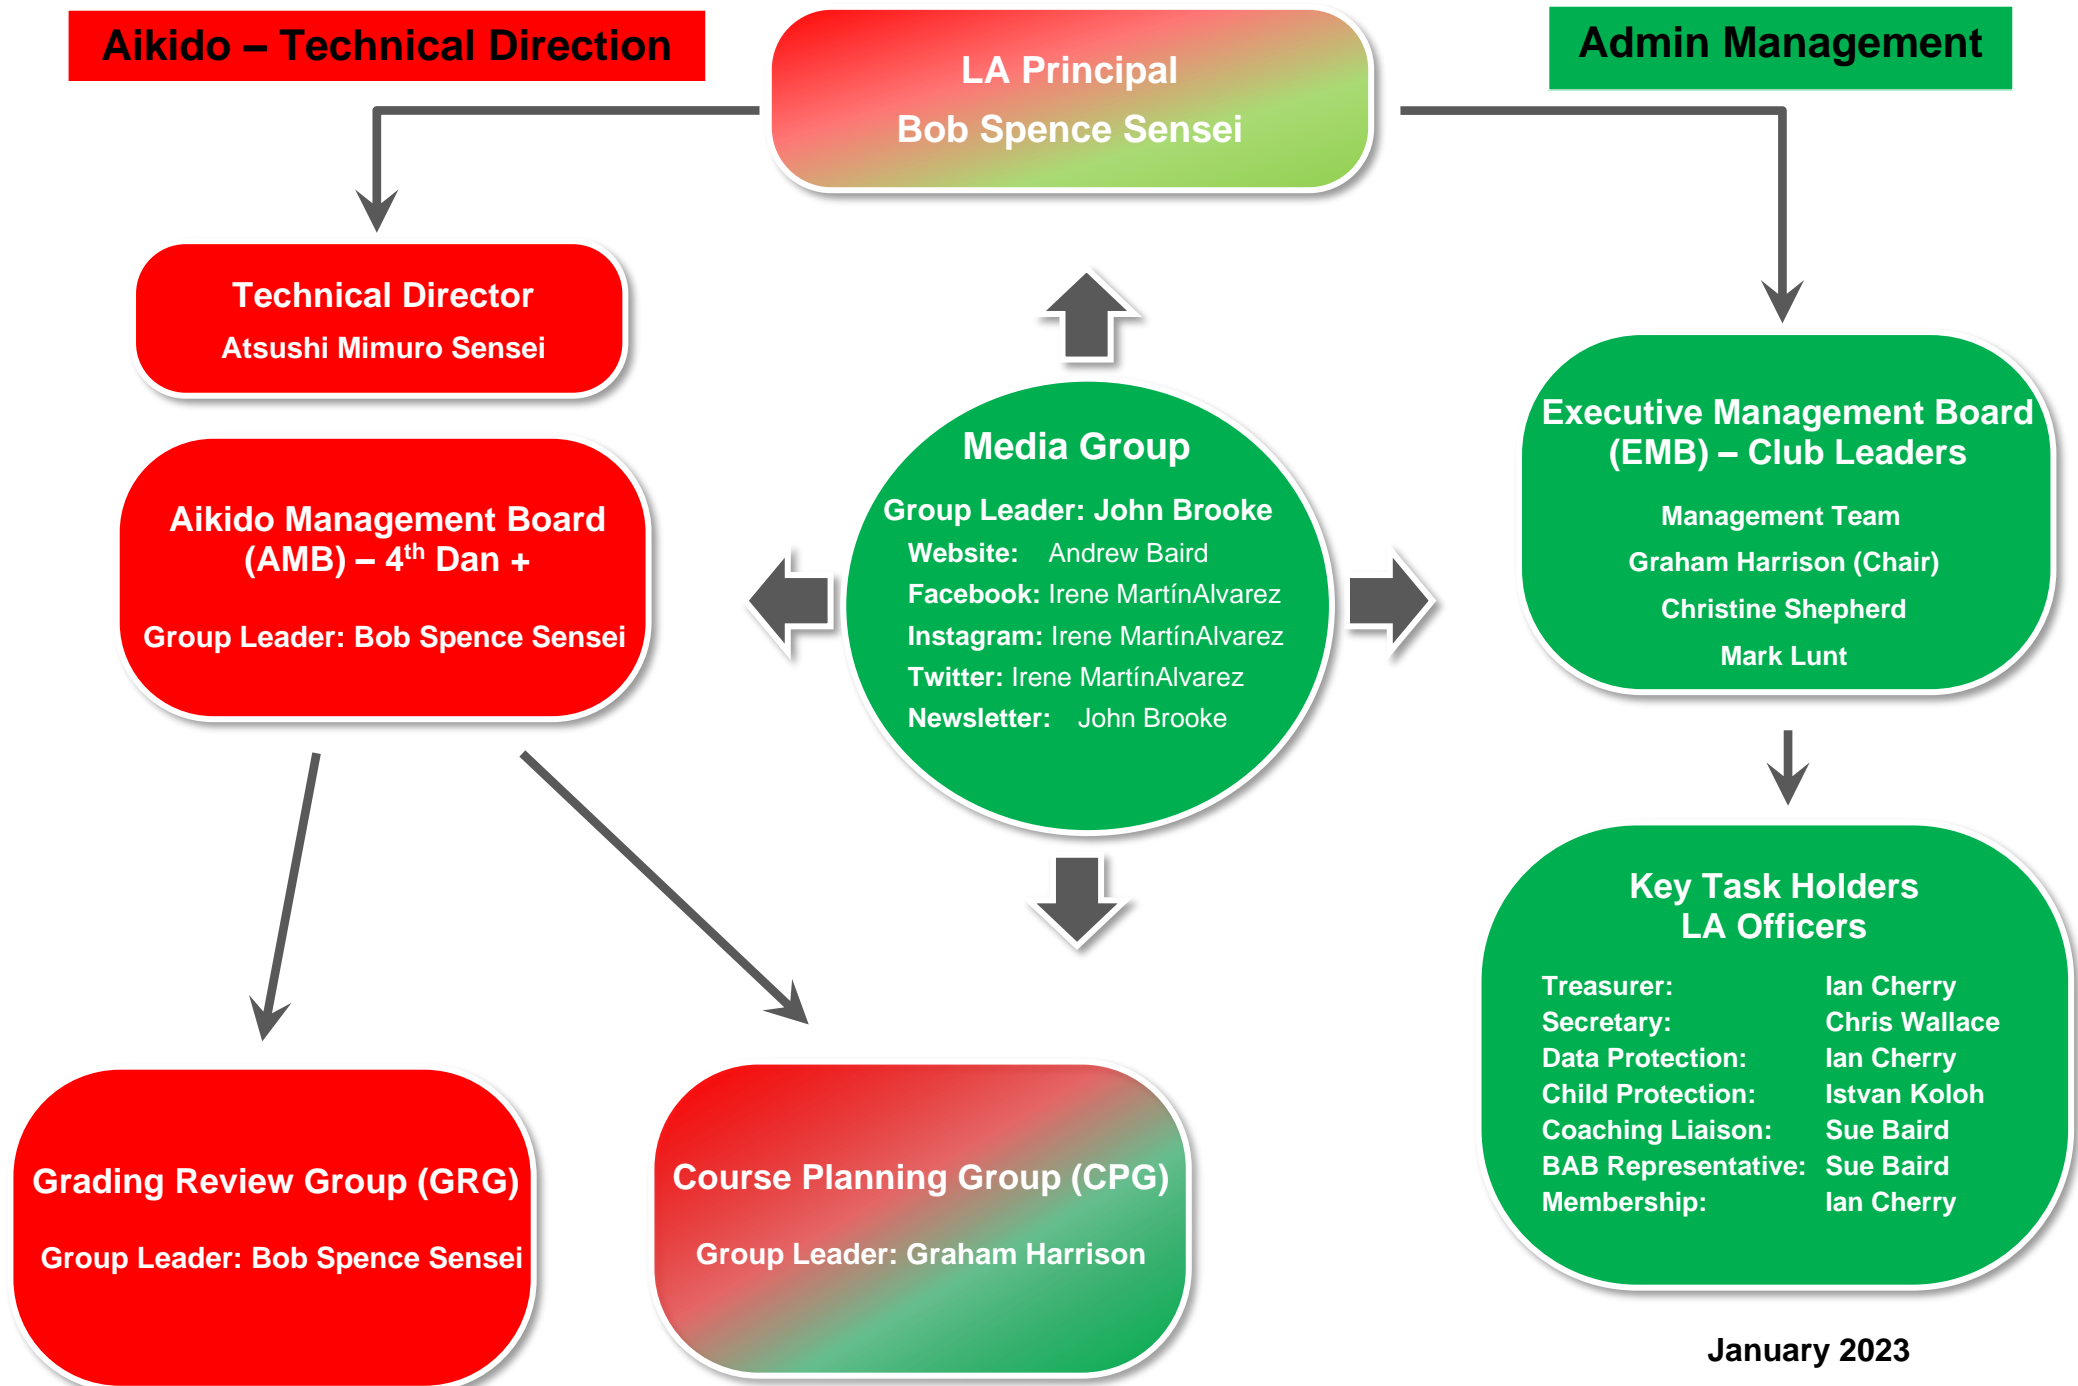 Aikido – Technical Direction
LA Principal
Bob Spence Sensei
Admin Management
Technical Director
Atsushi Mimuro Sensei
Aikido Management Board
(AMB) – 4th Dan +
Group Leader: Bob Spence Sensei
Media Group
Group Leader: John Brooke
Website: Andrew Baird
Facebook: Irene MartínAlvarez
Instagram: Irene MartínAlvarez
Twitter: Irene MartínAlvarez
Newsletter: John Brooke
Executive Management Board
(EMB) – Club Leaders
Management Team
Graham Harrison (Chair)
Christine Shepherd
Mark Lunt
Key Task Holders
LA Officers
Treasurer: Ian Cherry
Secretary: Chris Wallace
Data Protection: Ian Cherry
Child Protection: Istvan Koloh
Coaching Liaison: Sue Baird
BAB Representative: Sue Baird
Membership: Ian Cherry
Grading Review Group (GRG)
Group Leader: Bob Spence Sensei
Course Planning Group (CPG)
Group Leader: Graham Harrison
January 2023